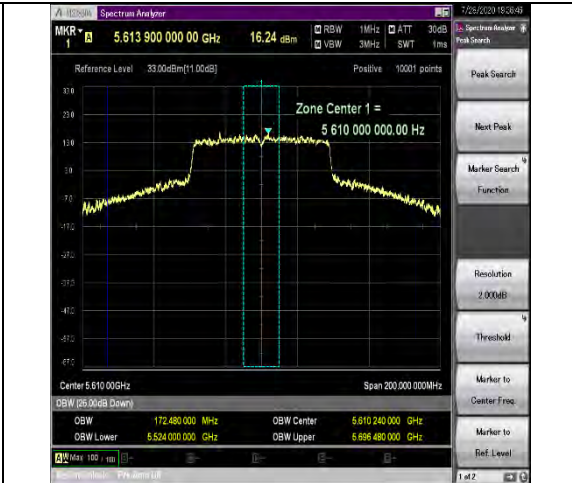 Spectrum Analyzer
7/26/2020 19:36:45
MKR 1 5.613 900 000 00 GHz 16.24 dBm RBW 1MHz ATT 30dB
VBW 3MHz SWT 1ms
Spectrum Analyzer
Peak Search
Reference Level 33.00dBm[11.00dB] Positive 10001 points
Peak Search
Next Peak
Marker Search
Function
Resolution
2.000dB
Threshold
Marker to
Center Freq.
Marker to
Ref. Level
1 of 2
Zone Center 1 =
5 610 000 000.00 Hz
33.0
23.0
13.0
3.0
-7.0
-17.0
-27.0
-37.0
-47.0
-57.0
-67.0
Center 5.610 00GHz Span 200.000 000MHz
OBW (26.00dB Down)
OBW 172.480 000 MHz OBW Center 5.610 240 000 GHz
OBW Lower 5.524 000 000 GHz OBW Upper 5.696 480 000 GHz
Max 100 / 100